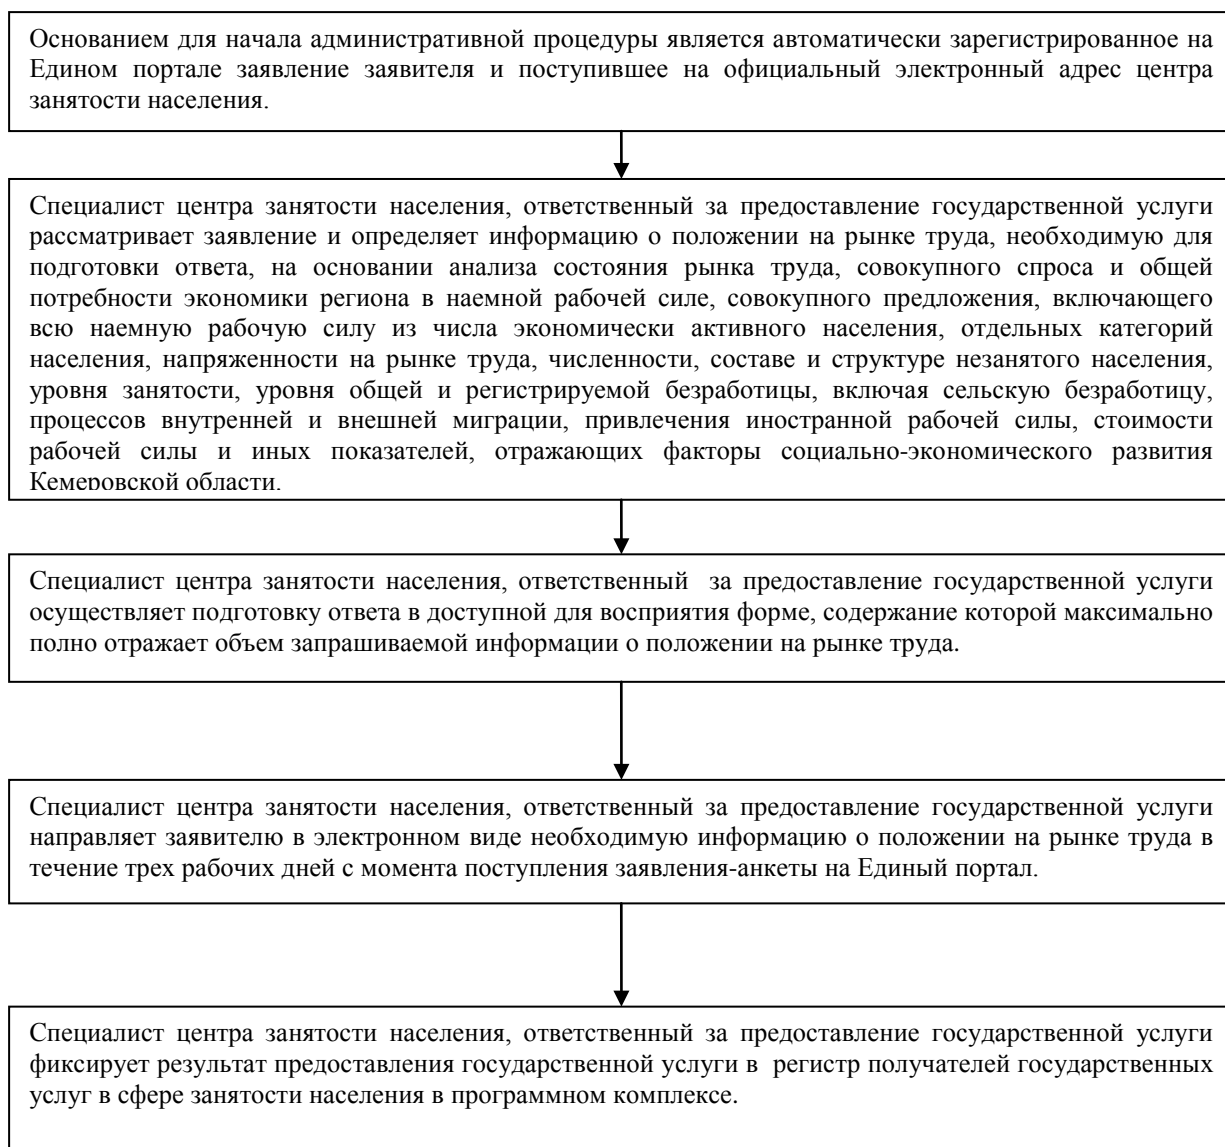 Основанием для начала административной процедуры является автоматически зарегистрированное на
Едином портале заявление заявителя и поступившее на официальный электронный адрес центра
занятости населения.
Специалист центра занятости населения, ответственный за предоставление государственной услуги
рассматривает заявление и определяет информацию о положении на рынке труда, необходимую для
подготовки ответа, на основании анализа состояния рынка труда, совокупного спроса и общей
потребности экономики региона в наемной рабочей силе, совокупного предложения, включающего
всю наемную рабочую силу из числа экономически активного населения, отдельных категорий
населения, напряженности на рынке труда, численности, составе и структуре незанятого населения,
уровня занятости, уровня общей и регистрируемой безработицы, включая сельскую безработицу,
процессов внутренней и внешней миграции, привлечения иностранной рабочей силы, стоимости
рабочей силы и иных показателей, отражающих факторы социально-экономического развития
Кемеровской области.
Специалист центра занятости населения, ответственный за предоставление государственной услуги
осуществляет подготовку ответа в доступной для восприятия форме, содержание которой максимально
полно отражает объем запрашиваемой информации о положении на рынке труда.
Специалист центра занятости населения, ответственный за предоставление государственной услуги
направляет заявителю в электронном виде необходимую информацию о положении на рынке труда в
течение трех рабочих дней с момента поступления заявления-анкеты на Единый портал.
Специалист центра занятости населения, ответственный за предоставление государственной услуги
фиксирует результат предоставления государственной услуги в регистр получателей государственных
услуг в сфере занятости населения в программном комплексе.